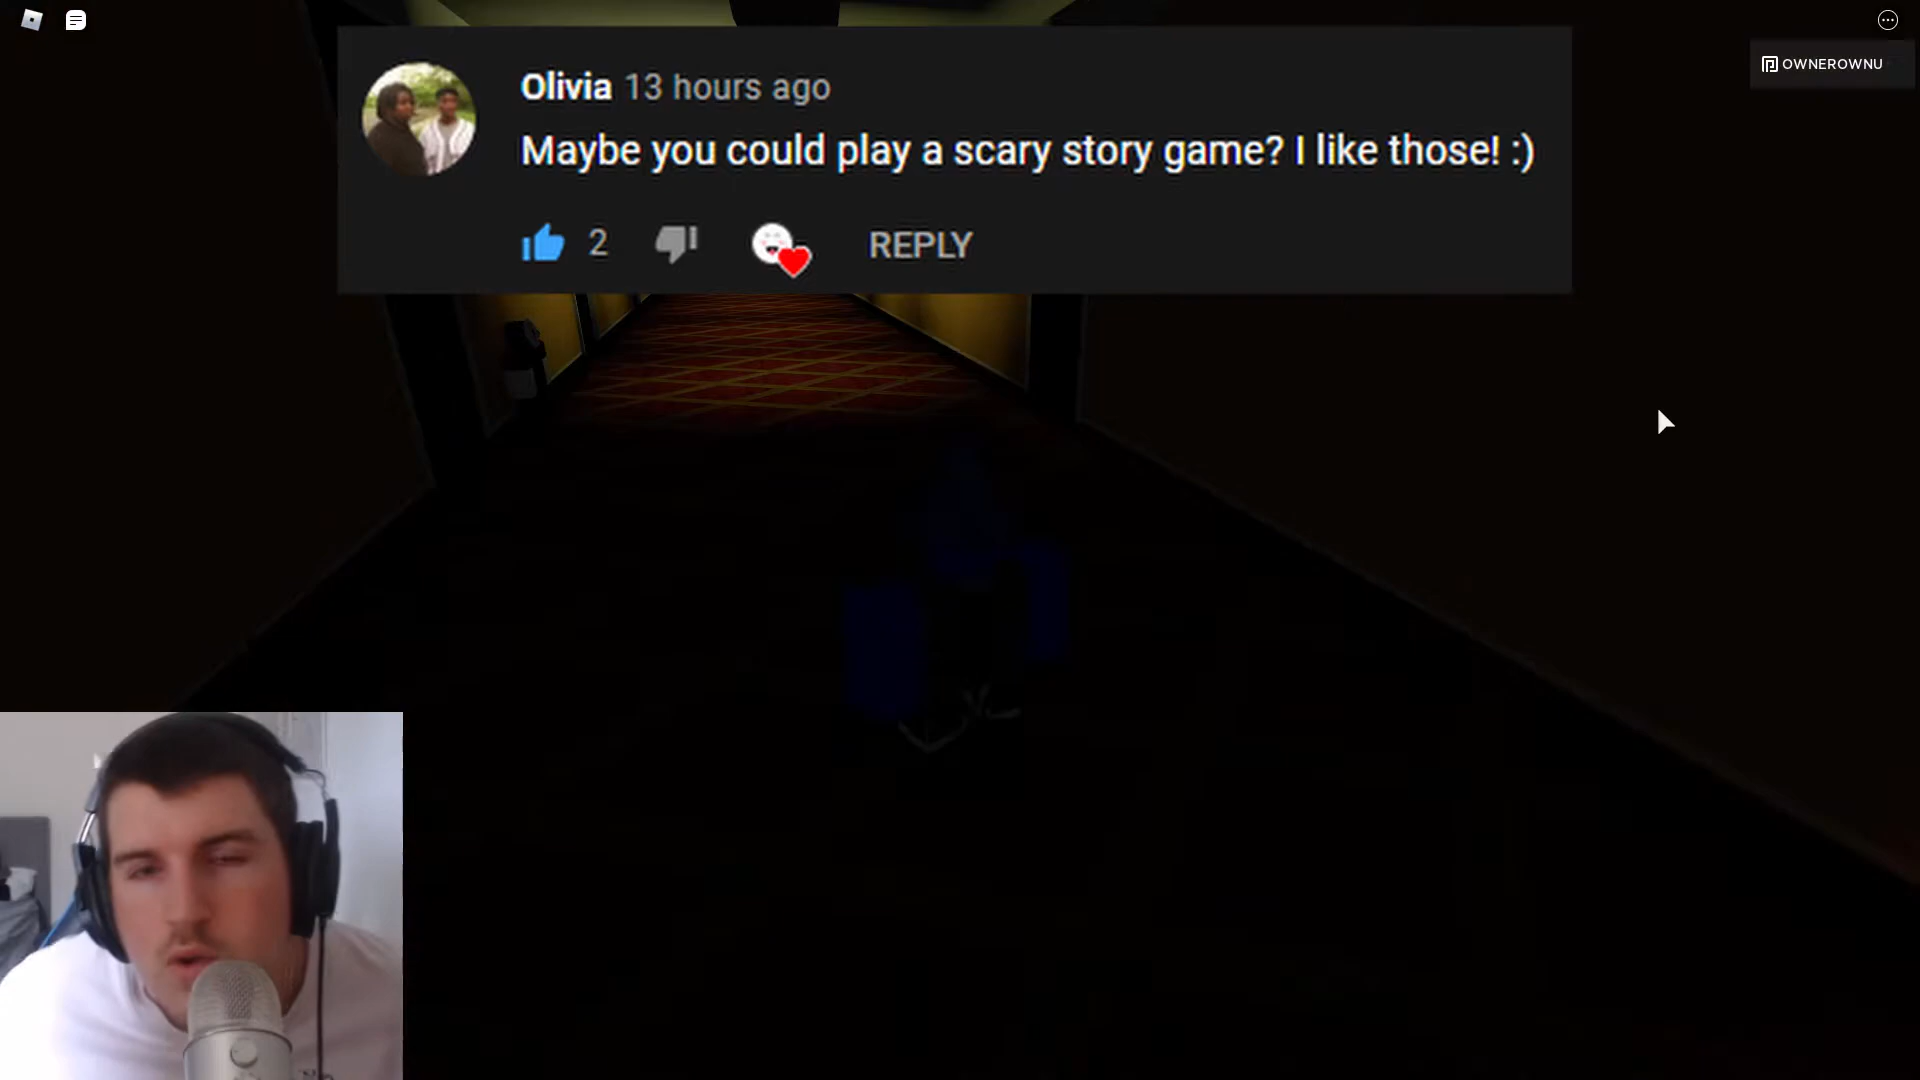 OWNEROWNU
Olivia 13 hours ago
Maybe you could play a scary story game? I like those! :)
2
REPLY